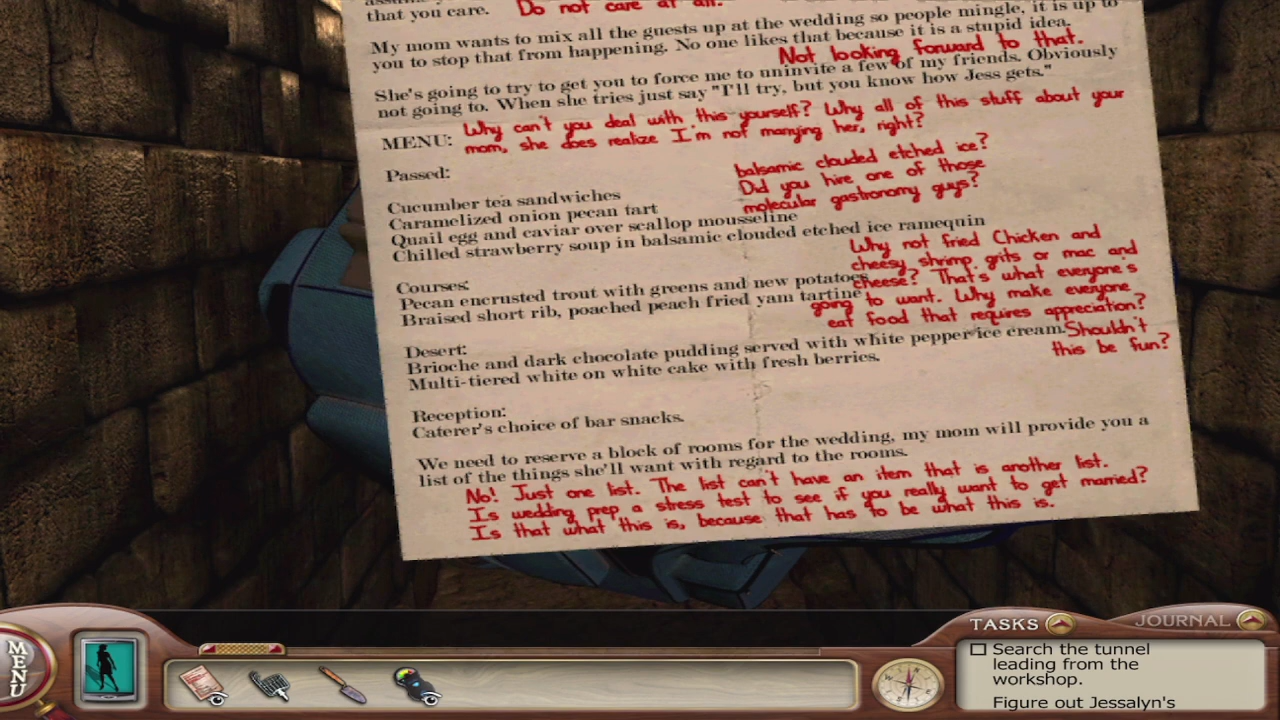 that you care. Do not care at all.
My mom wants to mix all the guests up at the wedding so people mingle, it is up to
you to stop that from happening. No one likes that because it is a stupid idea.
Not looking forward to that.
She's going to try to get you to force me to uninvite a few of my friends. Obviously
not going to. When she tries just say "I'll try, but you know how Jess gets."
Why can't you deal with this yourself? Why all of this stuff about your
MENU: mom, she does realize I'm not marrying her, right?
Passed:
balsamic clouded etched ice?
Did you hire one of those
molecular gastronomy guys?
Cucumber tea sandwiches
Caramelized onion pecan tart
Quail egg and caviar over scallop mousseline
Chilled strawberry soup in balsamic clouded etched ice ramequin
Why not fried Chicken and
cheesy shrimp grits or mac and
cheese? That's what everyone's
going to want. Why make everyone
eat food that requires appreciation?
Shouldn't
this be fun?
Courses:
Pecan encrusted trout with greens and new potatoes
Braised short rib, poached peach fried yam tartine
Desert:
Brioche and dark chocolate pudding served with white pepper ice cream.
Multi-tiered white on white cake with fresh berries.
Reception:
Caterer's choice of bar snacks.
We need to reserve a block of rooms for the wedding, my mom will provide you a
list of the things she'll want with regard to the rooms.
No! Just one list. The list can't have an item that is another list.
Is wedding prep a stress test to see if you really want to get married?
Is that what this is, because that has to be what this is.
MENU
TASKS
JOURNAL
Search the tunnel
leading from the
workshop.
Figure out Jessalyn's